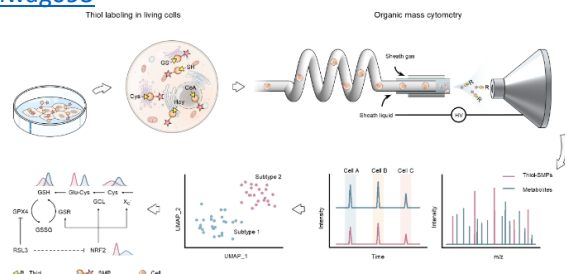 Thiol labeling in living cells
Organic mass cytometry
GS
SH
Cys
Hcy
CoA
Sheath gas
Sheath liquid
HV
R
R
R
GSH
Glu-Cys
Cys
GPX4
GSR
GCL
Xc-
GSSG
RSL3
NRF2
UMAP_2
Subtype 2
Subtype 1
UMAP_1
Cell A
Cell B
Cell C
Intensity
Time
Thiol-SMPs
Metabolites
Intensity
m/z
Thiol
SMP
Cell